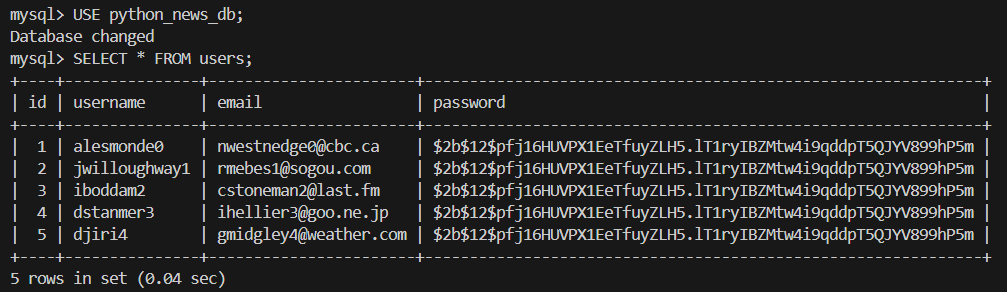 mysql> USE python_news_db;
Database changed
mysql> SELECT * FROM users;
+----+---------------+-----------------------+--------------------------------------------------------------+
| id | username      | email                 | password                                                     |
+----+---------------+-----------------------+--------------------------------------------------------------+
|  1 | alesmonde0    | nwestnedge0@cbc.ca    | $2b$12$pfj16HUVPX1EeTfuyZLH5.lT1ryIBZMtw4i9qddpT5QJYV899hP5m |
|  2 | jwilloughway1 | rmebes1@sogou.com     | $2b$12$pfj16HUVPX1EeTfuyZLH5.lT1ryIBZMtw4i9qddpT5QJYV899hP5m |
|  3 | iboddam2      | cstoneman2@last.fm    | $2b$12$pfj16HUVPX1EeTfuyZLH5.lT1ryIBZMtw4i9qddpT5QJYV899hP5m |
|  4 | dstanmer3     | ihellier3@goo.ne.jp   | $2b$12$pfj16HUVPX1EeTfuyZLH5.lT1ryIBZMtw4i9qddpT5QJYV899hP5m |
|  5 | djiri4        | gmidgley4@weather.com | $2b$12$pfj16HUVPX1EeTfuyZLH5.lT1ryIBZMtw4i9qddpT5QJYV899hP5m |
+----+---------------+-----------------------+--------------------------------------------------------------+
5 rows in set (0.04 sec)